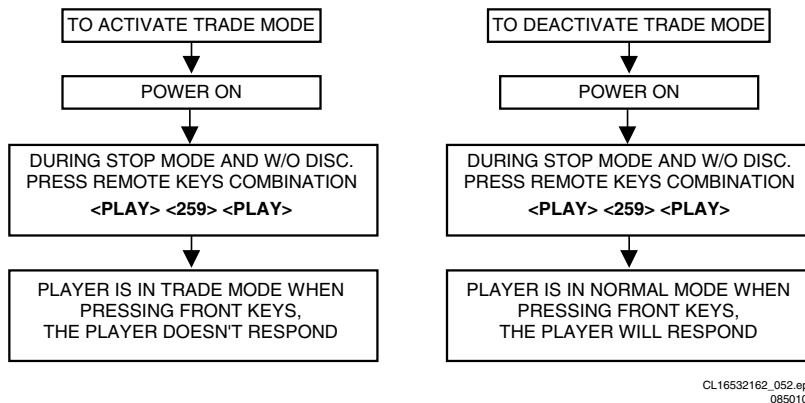 TO ACTIVATE TRADE MODE
POWER ON
DURING STOP MODE AND W/O DISC.
PRESS REMOTE KEYS COMBINATION
<PLAY> <259> <PLAY>
PLAYER IS IN TRADE MODE WHEN
PRESSING FRONT KEYS,
THE PLAYER DOESN'T RESPOND
TO DEACTIVATE TRADE MODE
POWER ON
DURING STOP MODE AND W/O DISC.
PRESS REMOTE KEYS COMBINATION
<PLAY> <259> <PLAY>
PLAYER IS IN NORMAL MODE WHEN
PRESSING FRONT KEYS,
THE PLAYER WILL RESPOND
CL16532162_052.ep
085010